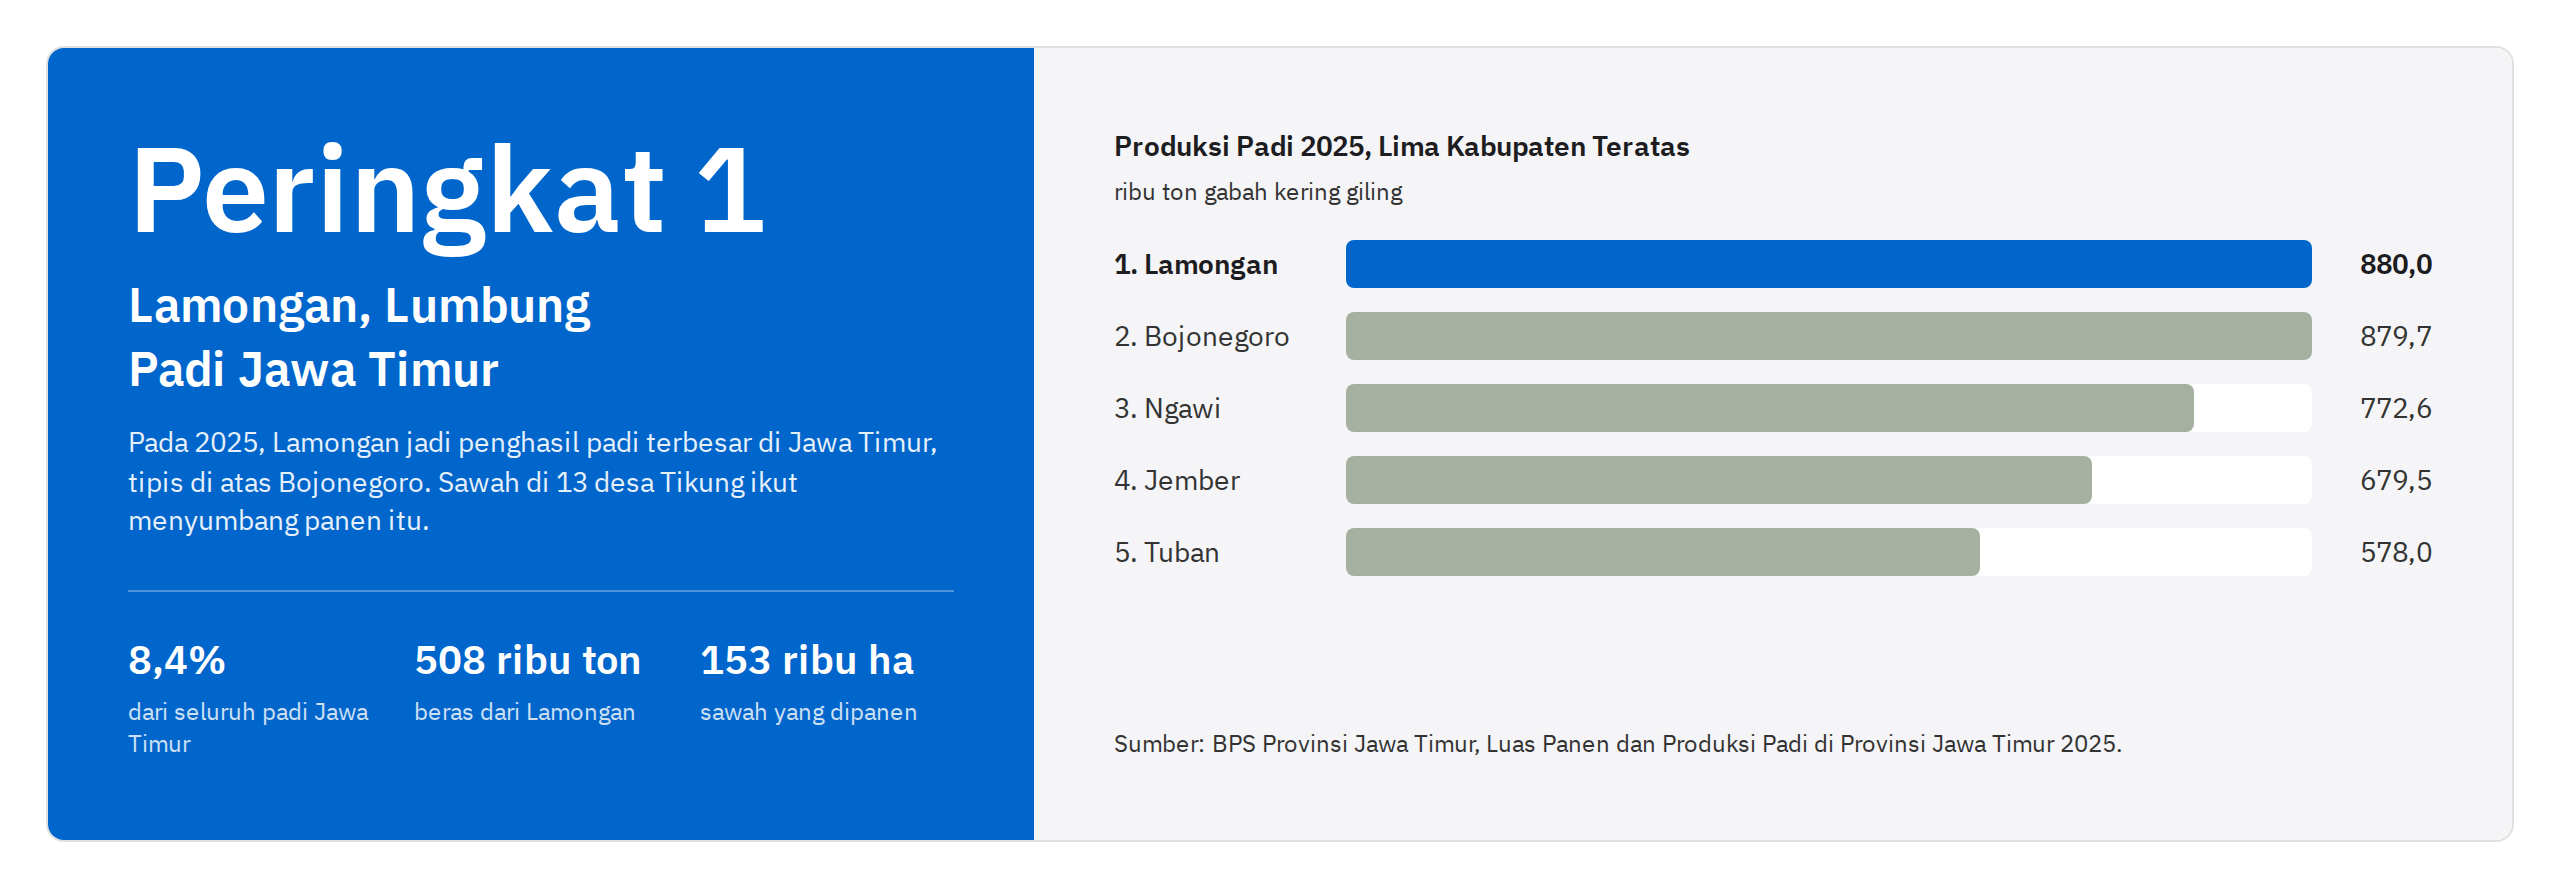 Peringkat 1
Lamongan, Lumbung
Padi Jawa Timur
Pada 2025, Lamongan jadi penghasil padi terbesar di Jawa Timur,
tipis di atas Bojonegoro. Sawah di 13 desa Tikung ikut
menyumbang panen itu.
8,4%
dari seluruh padi Jawa
Timur
508 ribu ton
beras dari Lamongan
153 ribu ha
sawah yang dipanen
Produksi Padi 2025, Lima Kabupaten Teratas
ribu ton gabah kering giling
1. Lamongan 880,0
2. Bojonegoro 879,7
3. Ngawi 772,6
4. Jember 679,5
5. Tuban 578,0
Sumber: BPS Provinsi Jawa Timur, Luas Panen dan Produksi Padi di Provinsi Jawa Timur 2025.